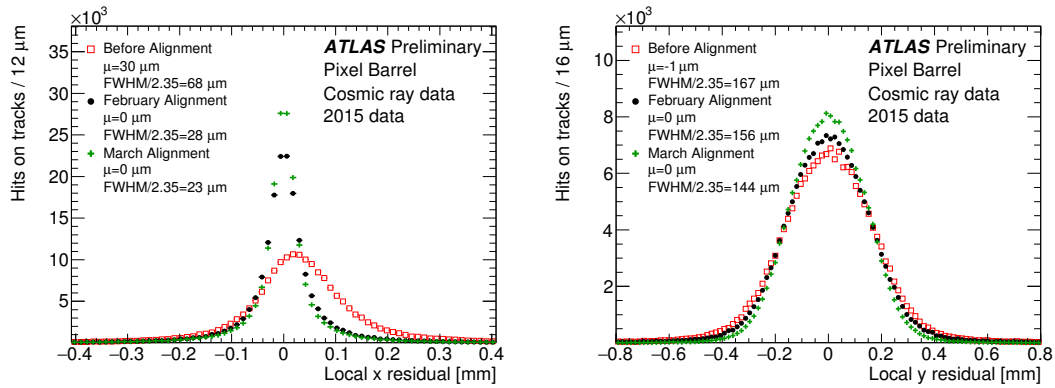 ×10³
Hits on tracks / 12 μm
35
30
25
20
15
10
5
Before Alignment
μ=30 μm
FWHM/2.35=68 μm
February Alignment
μ=0 μm
FWHM/2.35=28 μm
March Alignment
μ=0 μm
FWHM/2.35=23 μm
ATLAS Preliminary
Pixel Barrel
Cosmic ray data
2015 data
−0.4 −0.3 −0.2 −0.1 0 0.1 0.2 0.3 0.4
Local x residual [mm]
×10³
Hits on tracks / 16 μm
10
8
6
4
2
0
Before Alignment
μ=-1 μm
FWHM/2.35=167 μm
February Alignment
μ=0 μm
FWHM/2.35=156 μm
March Alignment
μ=0 μm
FWHM/2.35=144 μm
ATLAS Preliminary
Pixel Barrel
Cosmic ray data
2015 data
−0.8 −0.6 −0.4 −0.2 0 0.2 0.4 0.6 0.8
Local y residual [mm]